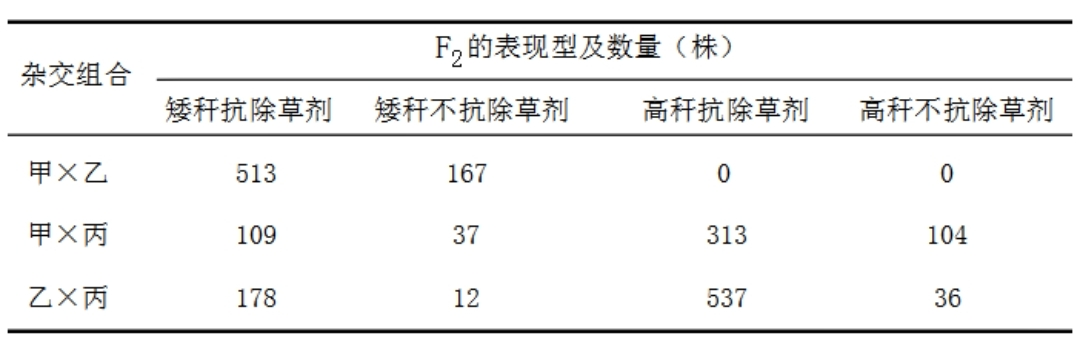 杂交组合 F2的表现型及数量（株）
矮秆抗除草剂 矮秆不抗除草剂 高秆抗除草剂 高秆不抗除草剂
甲×乙 513 167 0 0
甲×丙 109 37 313 104
乙×丙 178 12 537 36